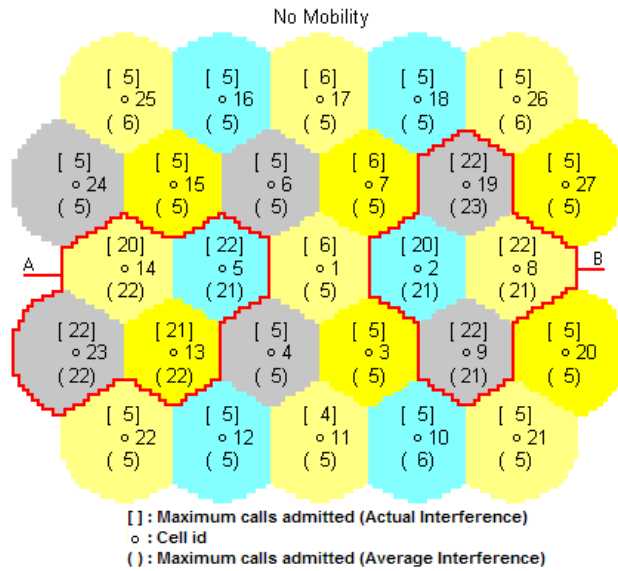 No Mobility
[ 5] [ 5] [ 6] [ 5] [ 5]
25 16 17 18 26
( 6) ( 5) ( 5) ( 5) ( 6)
[ 5] [ 5] [ 5] [ 6] [22] [ 5]
24 15 6 7 19 27
( 5) ( 5) ( 5) ( 5) (23) ( 5)
[20] [22] [ 6] [20] [22]
A 14 5 1 2 8 B
(22) (21) ( 5) (21) (21)
[22] [21] [ 5] [ 5] [22] [ 5]
23 13 4 3 9 20
(22) (22) ( 5) ( 5) (21) ( 5)
[ 5] [ 5] [ 4] [ 5] [ 5]
22 12 11 10 21
( 5) ( 5) ( 5) ( 6) ( 5)
[ ] : Maximum calls admitted (Actual Interference)
o : Cell id
( ) : Maximum calls admitted (Average Interference)